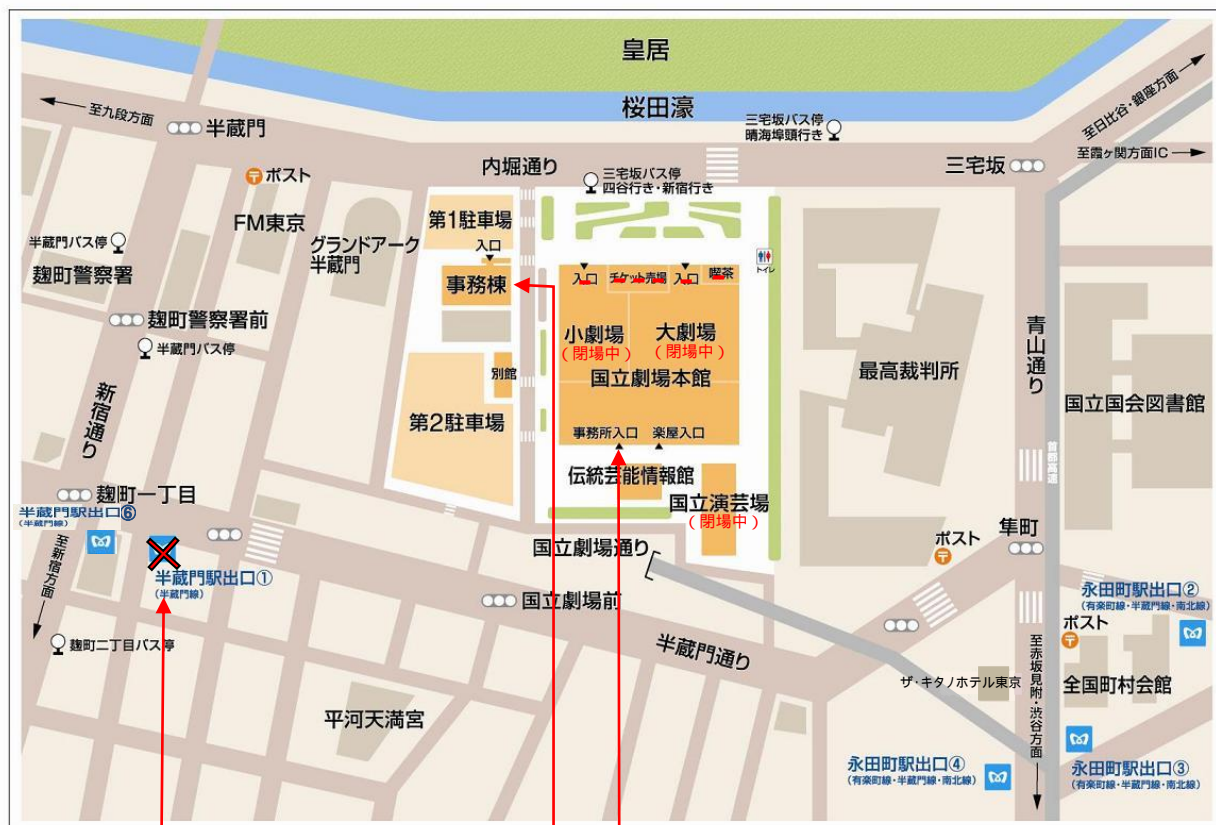 皇居
桜田濠
至九段方面
半蔵門
三宅坂バス停
晴海埠頭行き
至日比谷・銀座方面
至霞ヶ関方面IC
三宅坂
内堀通り
三宅坂バス停
四谷行き・新宿行き
ポスト
FM東京
グランドアーク
半蔵門
第1駐車場
入口
事務棟
半蔵門バス停
麹町警察署
麹町警察署前
半蔵門バス停
入口
チケット売場
入口
喫茶
トイレ
小劇場
(閉場中)
大劇場
(閉場中)
国立劇場本館
別館
第2駐車場
事務所入口
楽屋入口
伝統芸能情報館
国立演芸場
(閉場中)
最高裁判所
青山通り
首都高速
国立国会図書館
新宿通り
麹町一丁目
半蔵門駅出口⑥
(半蔵門線)
至新宿方面
半蔵門駅出口①
(半蔵門線)
国立劇場通り
国立劇場前
半蔵門通り
ポスト
隼町
永田町駅出口②
(有楽町線・半蔵門線・南北線)
ポスト
麹町二丁目バス停
平河天満宮
ザ・キタノホテル東京
全国町村会館
至赤坂見附・渋谷方面
永田町駅出口④
(有楽町線・半蔵門線・南北線)
永田町駅出口③
(有楽町線・半蔵門線・南北線)